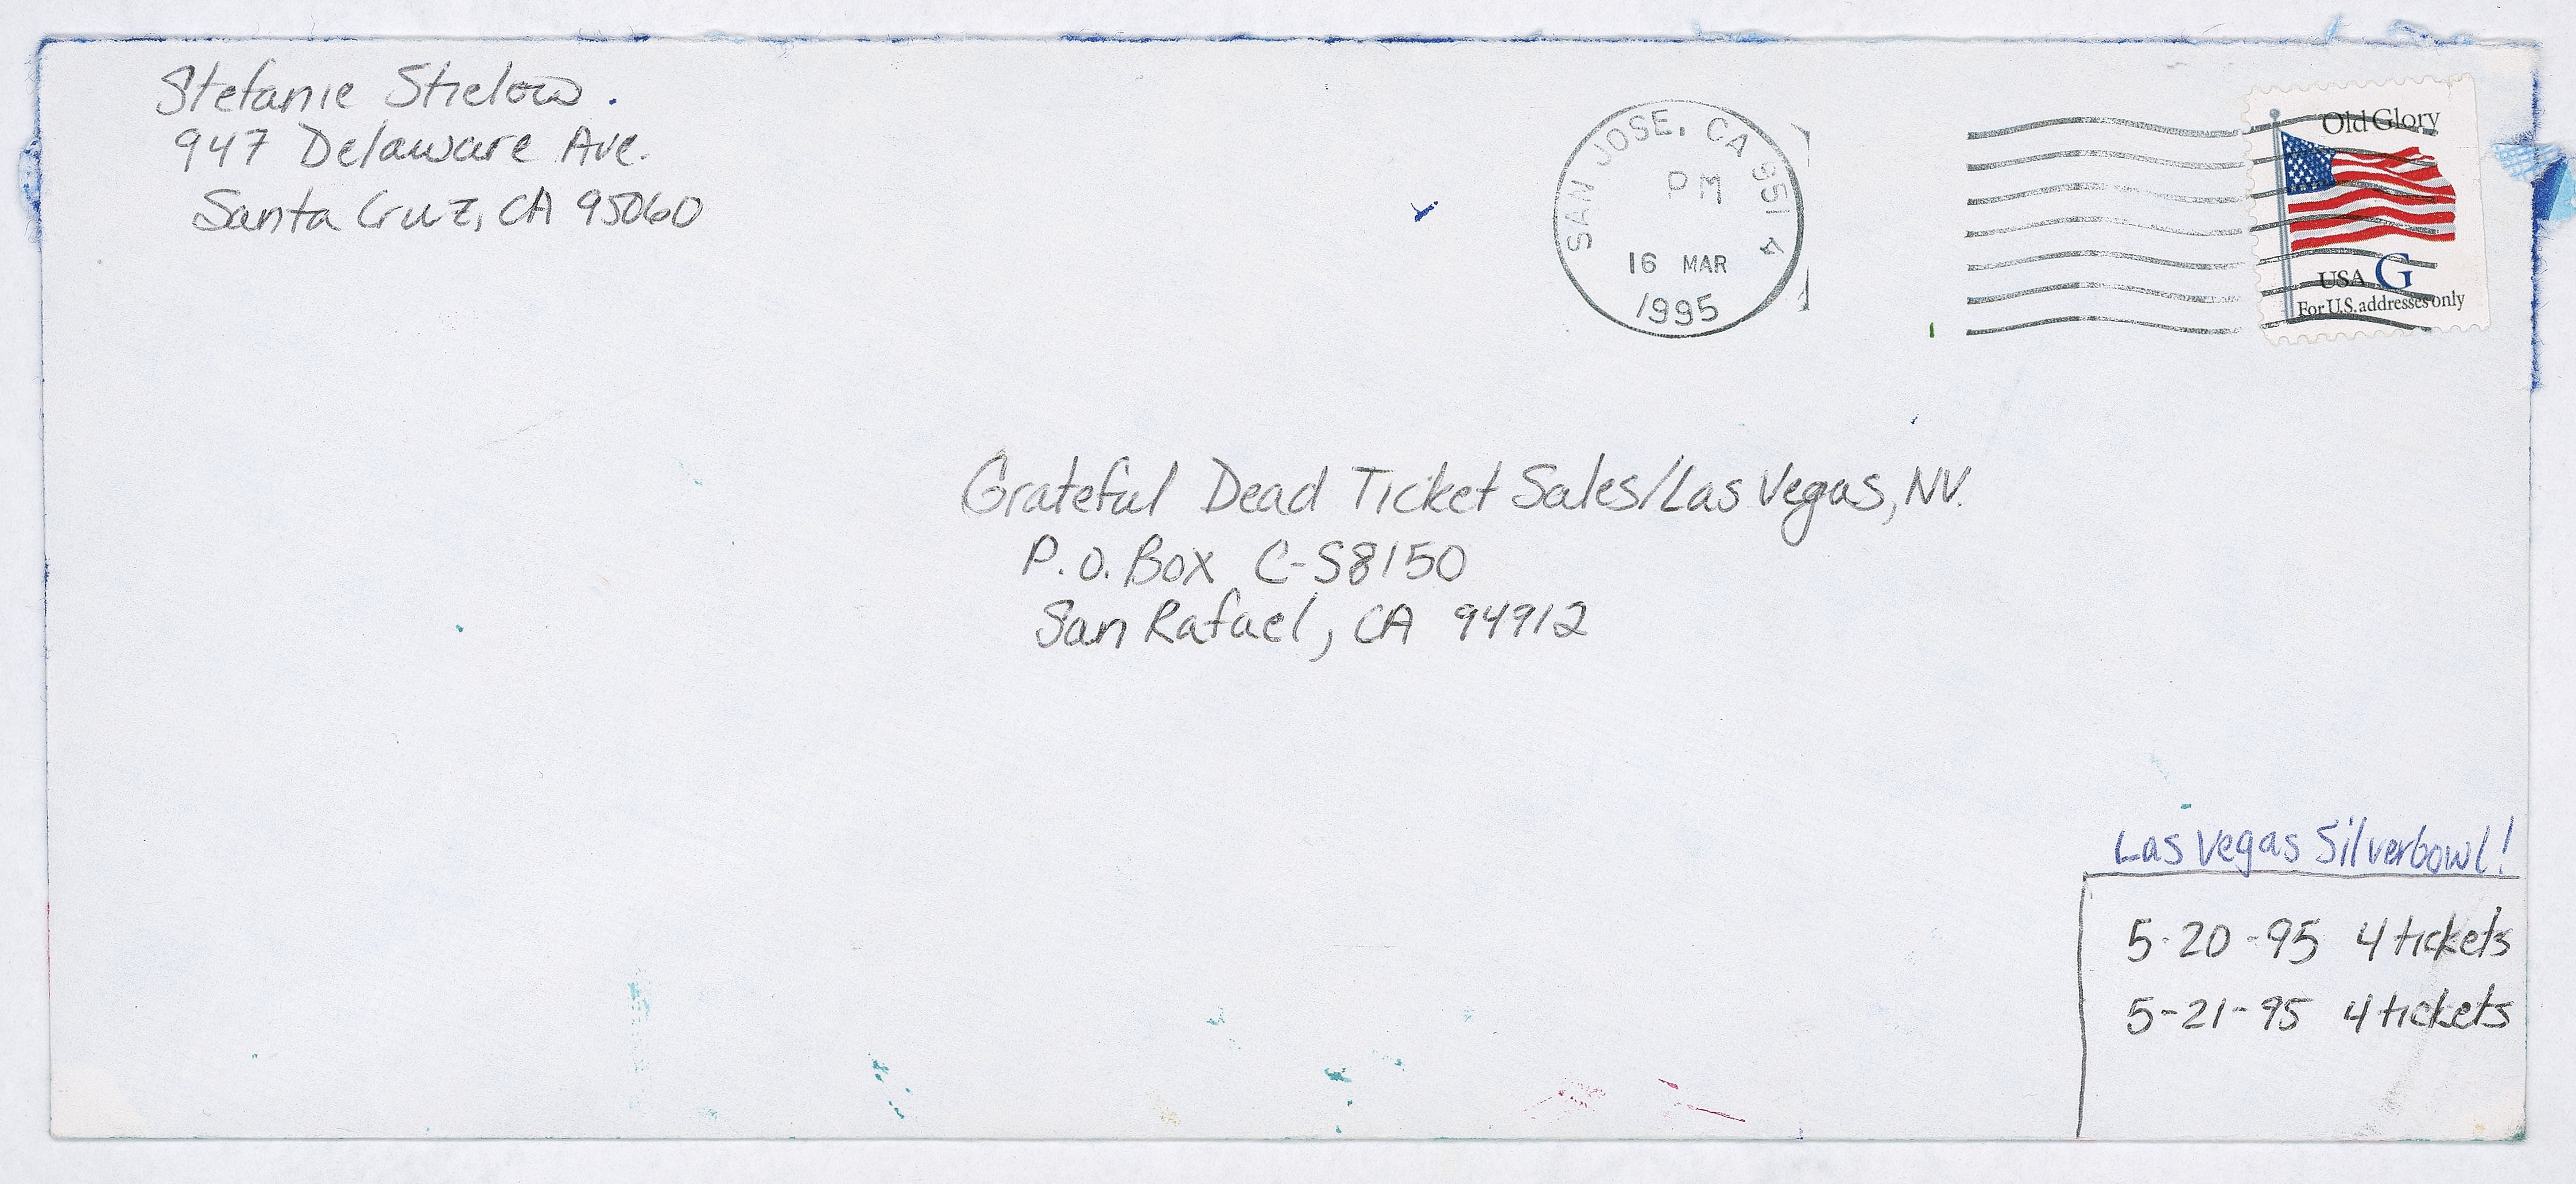 Stefanie Strelow.
947 Delaware Ave.
Santa Cruz, CA 95060
SAN JOSE, CA 951 4
PM
16 MAR
1995
Old Glory
USA G
For U.S. addresses only
Grateful Dead Ticket Sales/Las Vegas, NV.
P.O. Box C-S8150
San Rafael, CA 94912
Las Vegas Silverbowl!
5-20-95 4 tickets
5-21-95 4 tickets